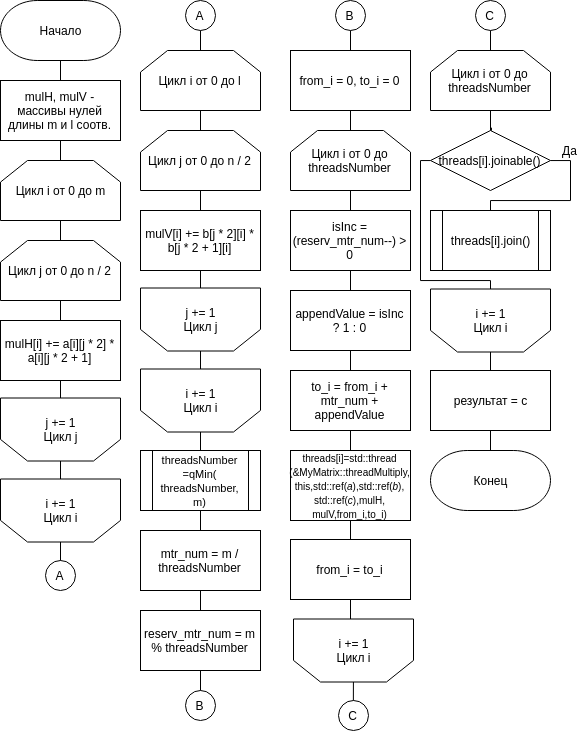 Начало
mulH, mulV -
массивы нулей
длины m и l соотв.
Цикл i от 0 до m
Цикл j от 0 до n / 2
mulH[i] += a[i][j * 2] *
a[i][j * 2 + 1]
j += 1
Цикл j
i += 1
Цикл i
A
A
Цикл i от 0 до l
Цикл j от 0 до n / 2
mulV[i] += b[j * 2][i] *
b[j * 2 + 1][i]
j += 1
Цикл j
i += 1
Цикл i
threadsNumber
=qMin(
threadsNumber,
m)
mtr_num = m /
threadsNumber
reserv_mtr_num = m
% threadsNumber
B
B
from_i = 0, to_i = 0
Цикл i от 0 до
threadsNumber
isInc =
(reserv_mtr_num--) >
0
appendValue = isInc
? 1 : 0
to_i = from_i +
mtr_num +
appendValue
threads[i]=std::thread
(&MyMatrix::threadMultiply,
this,std::ref(a),std::ref(b),
std::ref(c),mulH,
mulV,from_i,to_i)
from_i = to_i
i += 1
Цикл i
C
C
Цикл i от 0 до
threadsNumber
threads[i].joinable()
Да
threads[i].join()
i += 1
Цикл i
результат = c
Конец